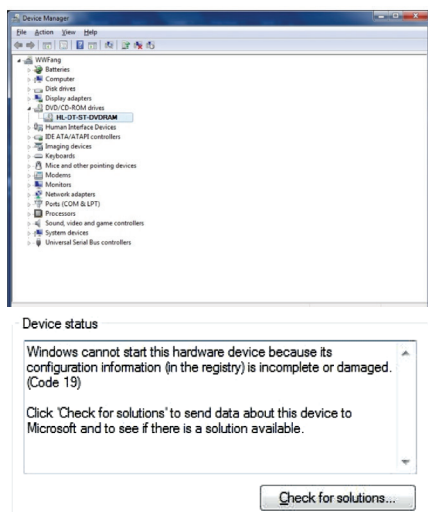 Device Manager
File Action View Help
WWFang
Batteries
Computer
Disk drives
Display adapters
DVD/CD-ROM drives
HL-DT-ST-DVDRAM
Human Interface Devices
IDE ATA/ATAPI controllers
Imaging devices
Keyboards
Mice and other pointing devices
Modems
Monitors
Network adapters
Ports (COM & LPT)
Processors
Sound, video and game controllers
System devices
Universal Serial Bus controllers
Device status
Windows cannot start this hardware device because its
configuration information (in the registry) is incomplete or damaged.
(Code 19)
Click 'Check for solutions' to send data about this device to
Microsoft and to see if there is a solution available.
Check for solutions...